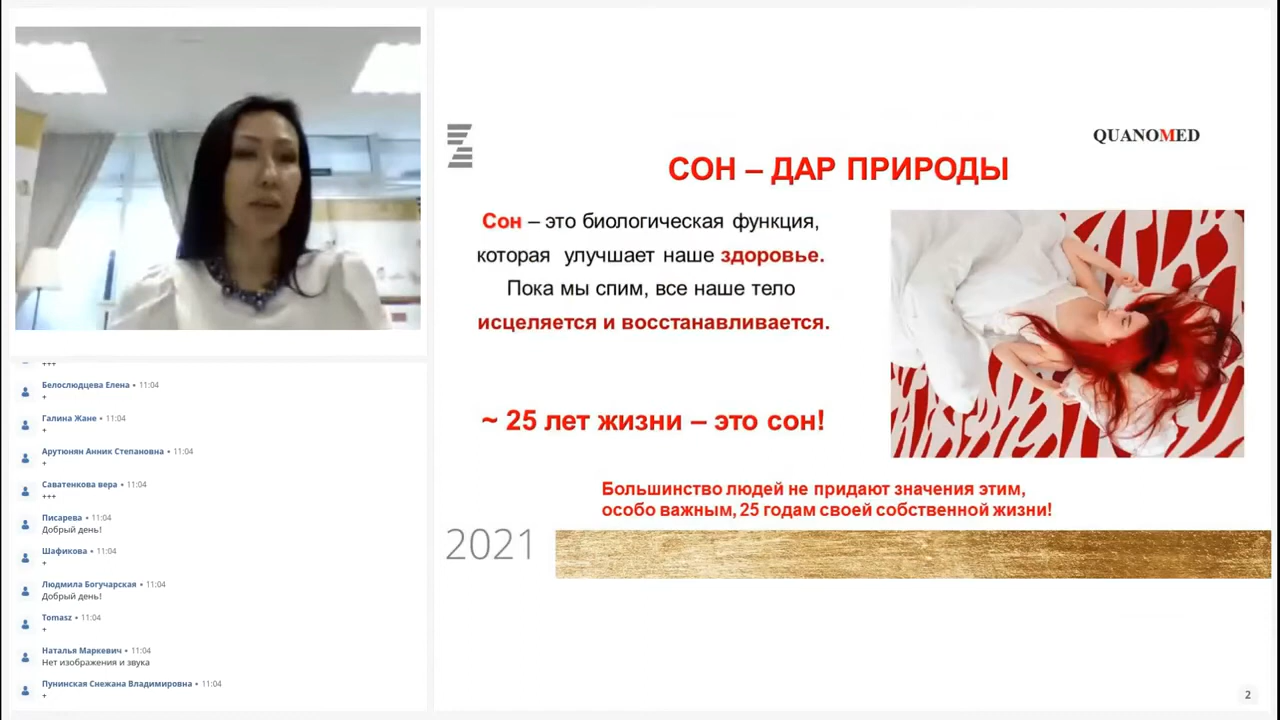 +++
Белослюдцева Елена • 11:04
+
Галина Жане • 11:04
+
Арутюнян Анник Степановна • 11:04
+
Саватенкова вера • 11:04
+++
Писарева • 11:04
Добрый день!
Шафикова • 11:04
+
Людмила Богучарская • 11:04
Добрый день!
Tomasz • 11:04
+
Наталья Маркевич • 11:04
Нет изображения и звука
Пунинская Снежана Владимировна • 11:04
+
QUANOMED
СОН – ДАР ПРИРОДЫ
Сон – это биологическая функция,
которая улучшает наше здоровье.
Пока мы спим, все наше тело
исцеляется и восстанавливается.
~ 25 лет жизни – это сон!
Большинство людей не придают значения этим,
особо важным, 25 годам своей собственной жизни!
2021
2